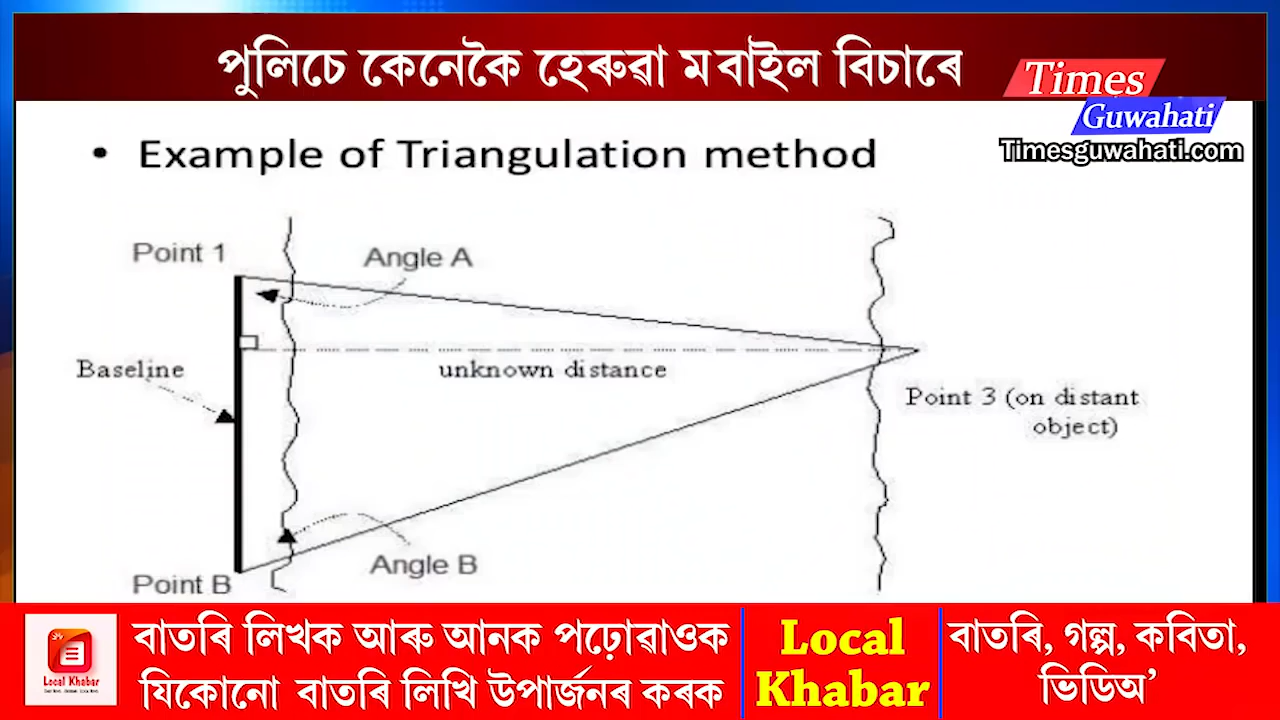 পুলিচে কেনেকৈ হেৰুৱা মবাইল বিচাৰে
Times
Guwahati
Timesguwahati.com
• Example of Triangulation method
Point 1
Angle A
Baseline
unknown distance
Point 3 (on distant
object)
Angle B
Point B
বাতৰি লিখক আৰু আনক পঢ়োৱাওক
যিকোনো বাতৰি লিখি উপাৰ্জনৰ কৰক
Local Khabar
Local
Khabar
বাতৰি, গল্প, কবিতা,
ভিডিঅ’